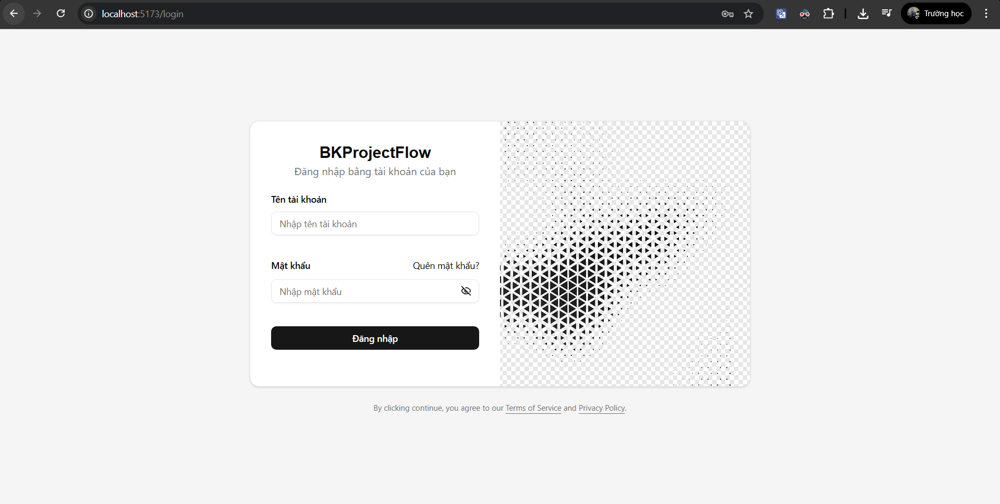 localhost:5173/login
Trường học
BKProjectFlow
Đăng nhập bằng tài khoản của bạn
Tên tài khoản
Nhập tên tài khoản
Mật khẩu
Quên mật khẩu?
Nhập mật khẩu
Đăng nhập
By clicking continue, you agree to our Terms of Service and Privacy Policy.